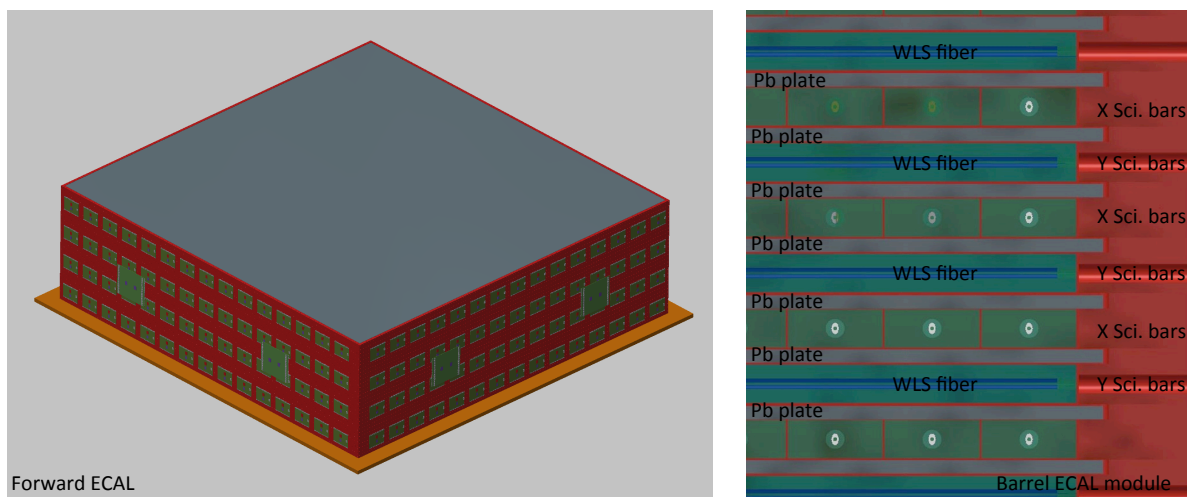 Forward ECAL
WLS fiber
Pb plate
X Sci. bars
Pb plate
WLS fiber
Y Sci. bars
Pb plate
X Sci. bars
Pb plate
WLS fiber
Y Sci. bars
Pb plate
X Sci. bars
Pb plate
WLS fiber
Y Sci. bars
Pb plate
Barrel ECAL module